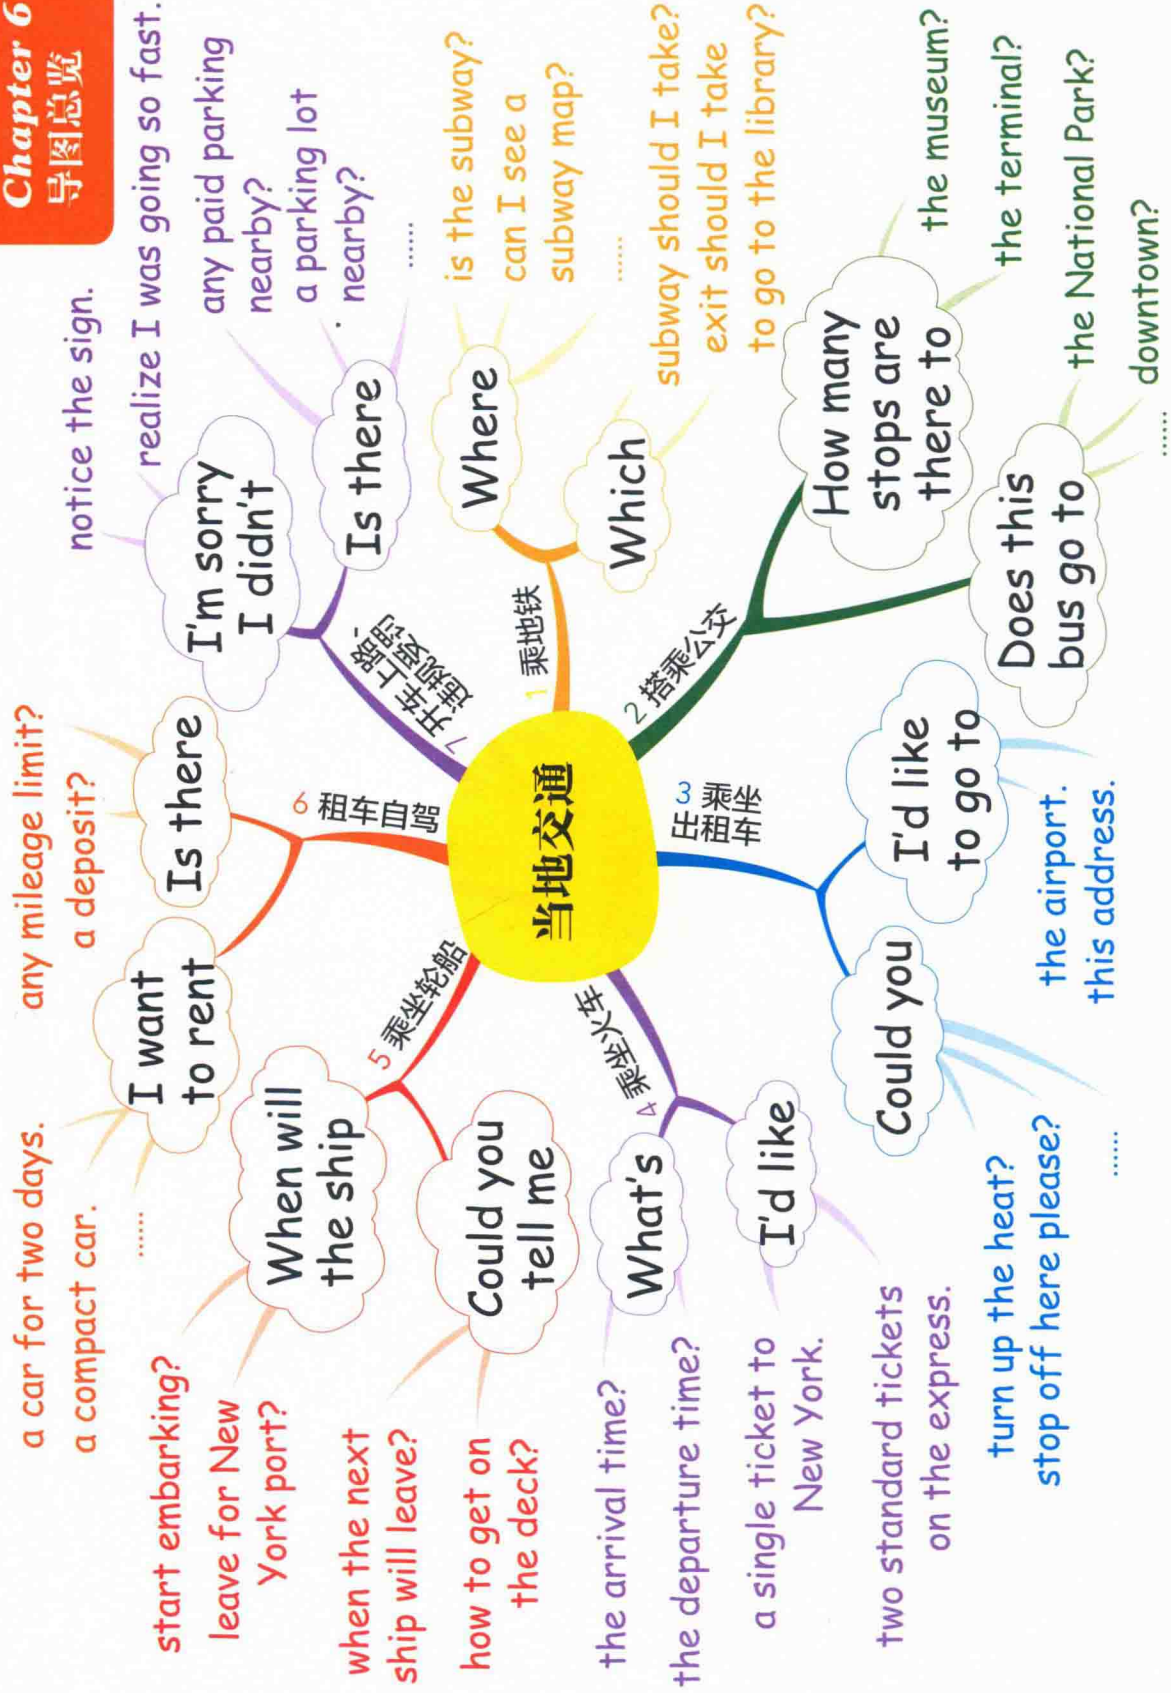 Chapter 6
导图总览
当地交通
1 乘地铁
Where
is the subway?
can I see a
subway map?
......
Which
subway should I take?
exit should I take
to go to the library?
2 搭乘公交
How many
stops are
there to
the museum?
the terminal?
Does this
bus go to
the National Park?
downtown?
......
3 乘坐
出租车
I'd like
to go to
the airport.
this address.
Could you
turn up the heat?
stop off here please?
......
4 乘坐火车
What's
the arrival time?
the departure time?
I'd like
a single ticket to
New York.
two standard tickets
on the express.
5 乘坐轮船
When will
the ship
start embarking?
leave for New
York port?
Could you
tell me
when the next
ship will leave?
how to get on
the deck?
6 租车自驾
I want
to rent
a car for two days.
a compact car.
......
Is there
any mileage limit?
a deposit?
7 开车上路、
违规受罚
I'm sorry
I didn't
notice the sign.
realize I was going so fast.
Is there
any paid parking
nearby?
a parking lot
nearby?
......